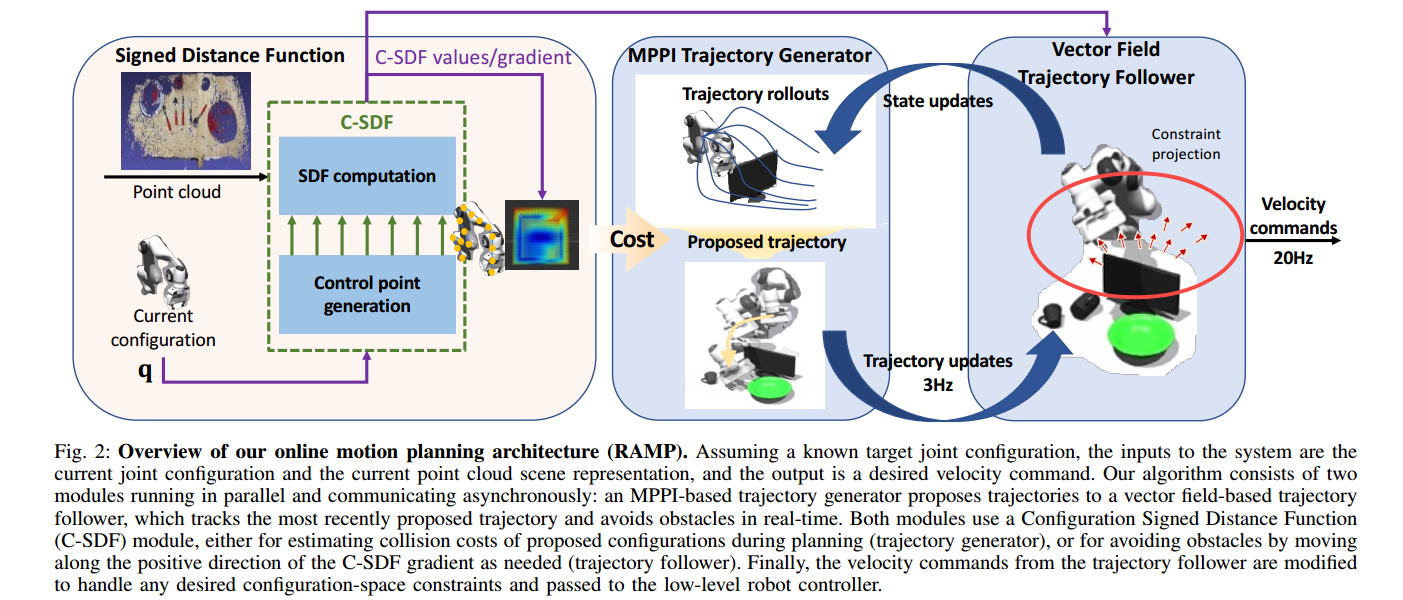 Signed Distance Function
C-SDF values/gradient
C-SDF
SDF computation
Point cloud
Control point
generation
Current
configuration
q
Cost
MPPI Trajectory Generator
Trajectory rollouts
Proposed trajectory
State updates
Trajectory updates
3Hz
Vector Field
Trajectory Follower
Constraint
projection
Velocity
commands
20Hz
Fig. 2: Overview of our online motion planning architecture (RAMP). Assuming a known target joint configuration, the inputs to the system are the
current joint configuration and the current point cloud scene representation, and the output is a desired velocity command. Our algorithm consists of two
modules running in parallel and communicating asynchronously: an MPPI-based trajectory generator proposes trajectories to a vector field-based trajectory
follower, which tracks the most recently proposed trajectory and avoids obstacles in real-time. Both modules use a Configuration Signed Distance Function
(C-SDF) module, either for estimating collision costs of proposed configurations during planning (trajectory generator), or for avoiding obstacles by moving
along the positive direction of the C-SDF gradient as needed (trajectory follower). Finally, the velocity commands from the trajectory follower are modified
to handle any desired configuration-space constraints and passed to the low-level robot controller.